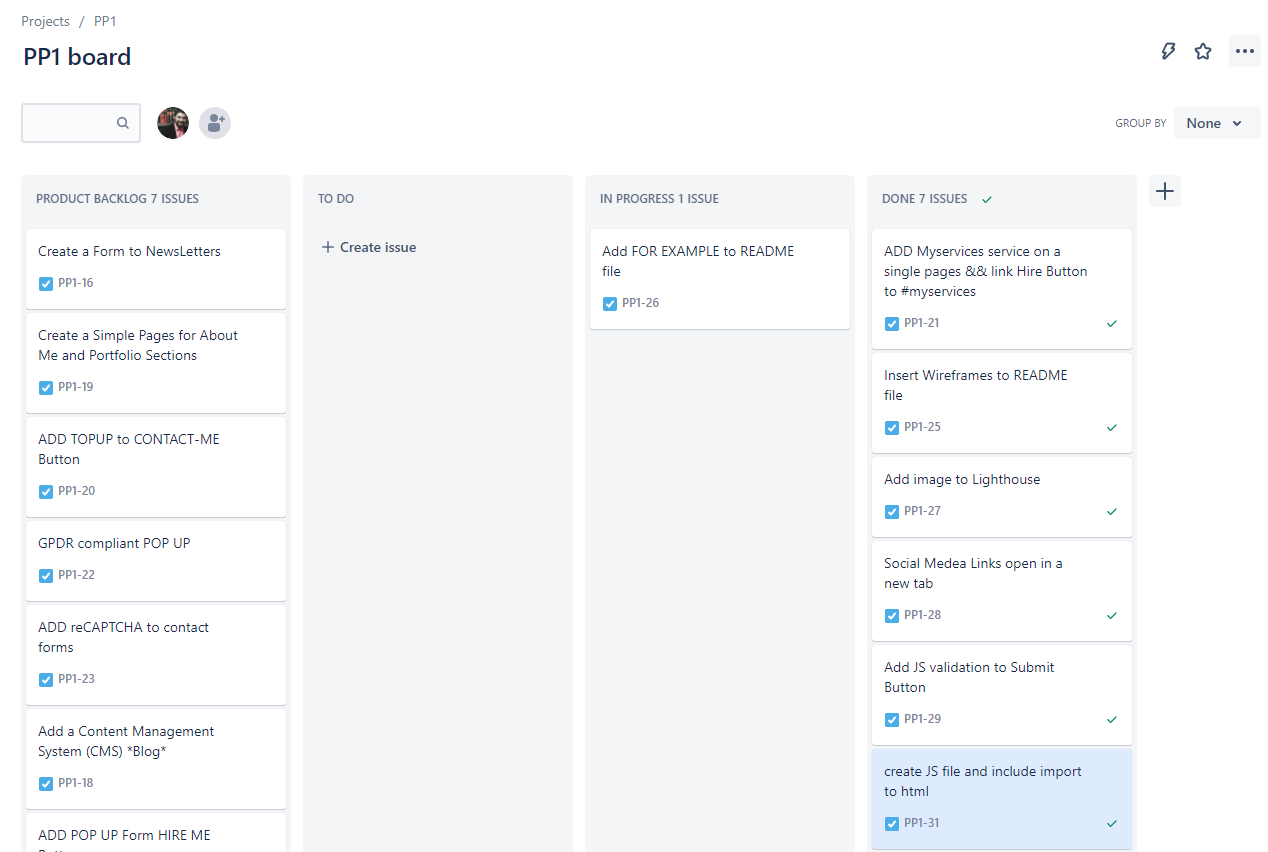 Projects / PP1
PP1 board
GROUP BY None
PRODUCT BACKLOG 7 ISSUES
Create a Form to NewsLetters
PP1-16
Create a Simple Pages for About
Me and Portfolio Sections
PP1-19
ADD TOPUP to CONTACT-ME
Button
PP1-20
GPDR compliant POP UP
PP1-22
ADD reCAPTCHA to contact
forms
PP1-23
Add a Content Management
System (CMS) *Blog*
PP1-18
ADD POP UP Form HIRE ME
TO DO
Create issue
IN PROGRESS 1 ISSUE
Add FOR EXAMPLE to README
file
PP1-26
DONE 7 ISSUES
ADD Myservices service on a
single pages && link Hire Button
to #myservices
PP1-21
Insert Wireframes to README
file
PP1-25
Add image to Lighthouse
PP1-27
Social Medea Links open in a
new tab
PP1-28
Add JS validation to Submit
Button
PP1-29
create JS file and include import
to html
PP1-31